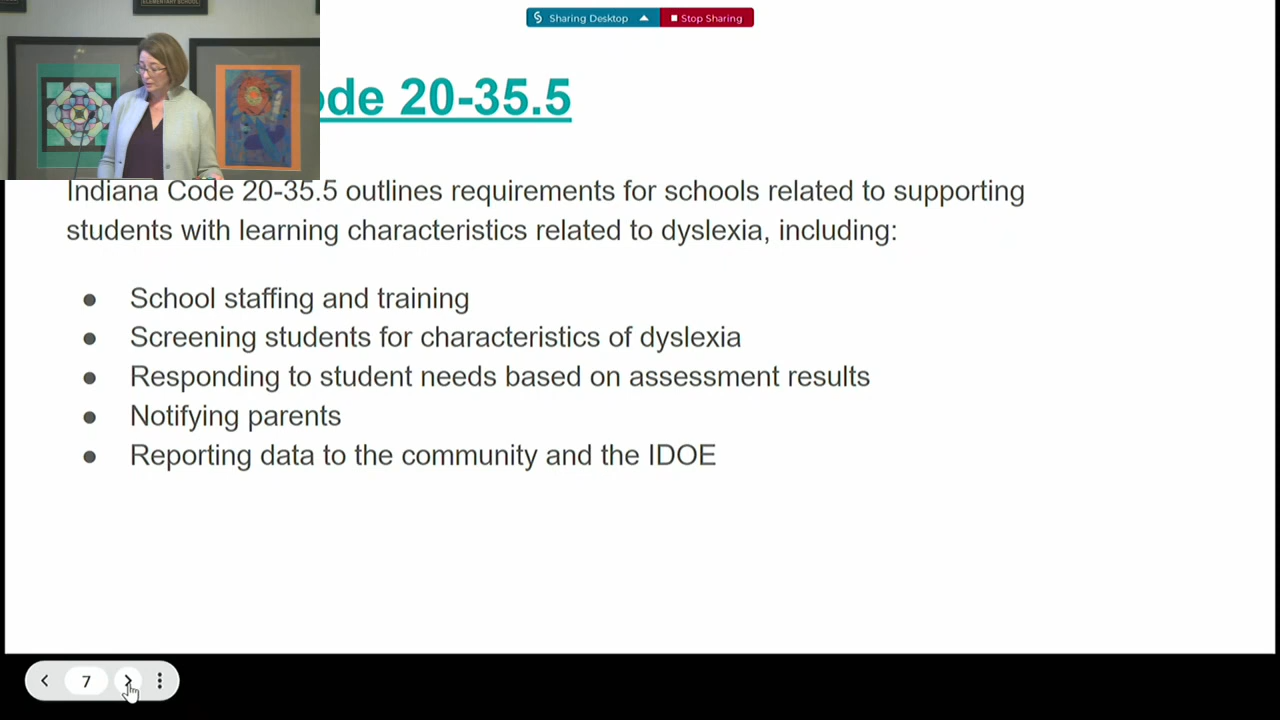 ELEMENTARY SCHOOL
Sharing Desktop
Stop Sharing
ode 20-35.5
Indiana Code 20-35.5 outlines requirements for schools related to supporting
students with learning characteristics related to dyslexia, including:
● School staffing and training
● Screening students for characteristics of dyslexia
● Responding to student needs based on assessment results
● Notifying parents
● Reporting data to the community and the IDOE
7